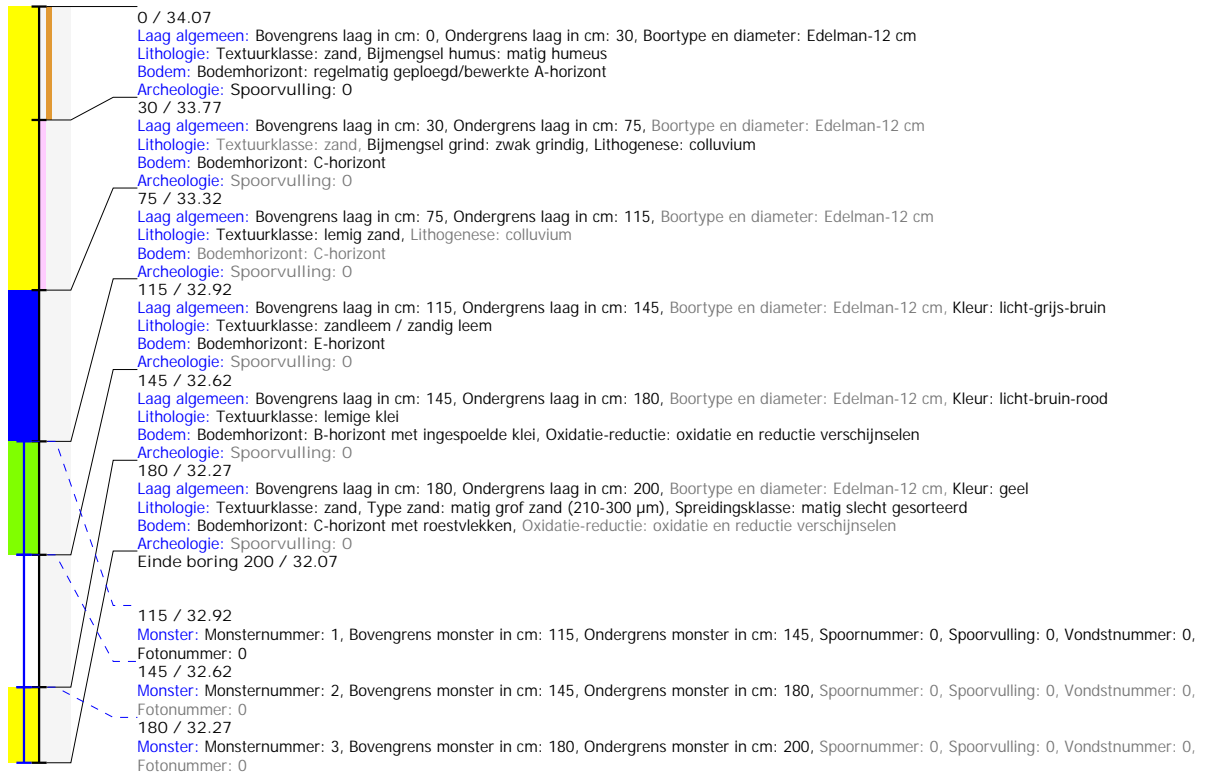 0 / 34.07
Laag algemeen: Bovengrens laag in cm: 0, Ondergrens laag in cm: 30, Boortype en diameter: Edelman-12 cm
Lithologie: Textuurklasse: zand, Bijmengsel humus: matig humeus
Bodem: Bodemhorizont: regelmatig geploegd/bewerkte A-horizont
Archeologie: Spoorvulling: 0
30 / 33.77
Laag algemeen: Bovengrens laag in cm: 30, Ondergrens laag in cm: 75, Boortype en diameter: Edelman-12 cm
Lithologie: Textuurklasse: zand, Bijmengsel grind: zwak grindig, Lithogenese: colluvium
Bodem: Bodemhorizont: C-horizont
Archeologie: Spoorvulling: 0
75 / 33.32
Laag algemeen: Bovengrens laag in cm: 75, Ondergrens laag in cm: 115, Boortype en diameter: Edelman-12 cm
Lithologie: Textuurklasse: lemig zand, Lithogenese: colluvium
Bodem: Bodemhorizont: C-horizont
Archeologie: Spoorvulling: 0
115 / 32.92
Laag algemeen: Bovengrens laag in cm: 115, Ondergrens laag in cm: 145, Boortype en diameter: Edelman-12 cm, Kleur: licht-grijs-bruin
Lithologie: Textuurklasse: zandleem / zandig leem
Bodem: Bodemhorizont: E-horizont
Archeologie: Spoorvulling: 0
145 / 32.62
Laag algemeen: Bovengrens laag in cm: 145, Ondergrens laag in cm: 180, Boortype en diameter: Edelman-12 cm, Kleur: licht-bruin-rood
Lithologie: Textuurklasse: lemige klei
Bodem: Bodemhorizont: B-horizont met ingespoelde klei, Oxidatie-reductie: oxidatie en reductie verschijnselen
Archeologie: Spoorvulling: 0
180 / 32.27
Laag algemeen: Bovengrens laag in cm: 180, Ondergrens laag in cm: 200, Boortype en diameter: Edelman-12 cm, Kleur: geel
Lithologie: Textuurklasse: zand, Type zand: matig grof zand (210-300 µm), Spreidingsklasse: matig slecht gesorteerd
Bodem: Bodemhorizont: C-horizont met roestvlekken, Oxidatie-reductie: oxidatie en reductie verschijnselen
Archeologie: Spoorvulling: 0
Einde boring 200 / 32.07
115 / 32.92
Monster: Monsternummer: 1, Bovengrens monster in cm: 115, Ondergrens monster in cm: 145, Spoornummer: 0, Spoorvulling: 0, Vondstnummer: 0,
Fotonummer: 0
145 / 32.62
Monster: Monsternummer: 2, Bovengrens monster in cm: 145, Ondergrens monster in cm: 180, Spoornummer: 0, Spoorvulling: 0, Vondstnummer: 0,
Fotonummer: 0
180 / 32.27
Monster: Monsternummer: 3, Bovengrens monster in cm: 180, Ondergrens monster in cm: 200, Spoornummer: 0, Spoorvulling: 0, Vondstnummer: 0,
Fotonummer: 0